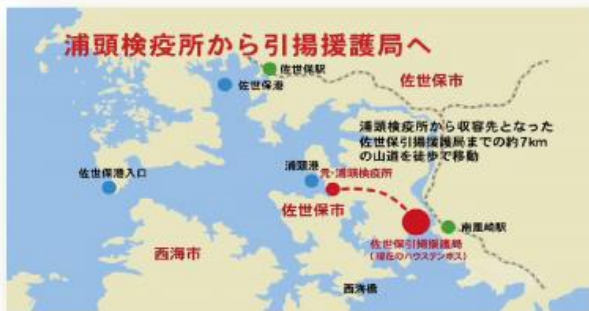 浦頭検疫所から引揚援護局へ
佐世保駅
佐世保港
佐世保市
浦頭検疫所から収容先となった
佐世保引揚援護局までの約7km
の山道を徒歩で移動
浦頭港
佐世保港入口
元・浦頭検疫所
佐世保市
南風崎駅
西海市
佐世保引揚援護局
(現在のハウステンボス)
西海橋